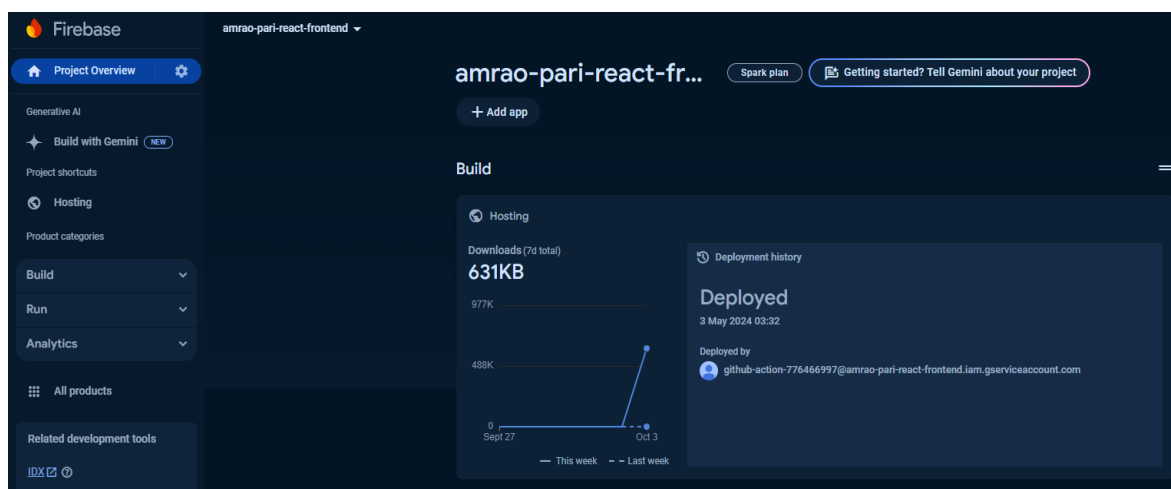 Firebase
Project Overview
Generative AI
Build with Gemini NEW
Project shortcuts
Hosting
Product categories
Build
Run
Analytics
All products
Related development tools
IDX
amrao-pari-react-frontend
amrao-pari-react-fr... Spark plan Getting started? Tell Gemini about your project
+ Add app
Build
Hosting
Downloads (7d total)
631KB
977K
488K
0
Sept 27 Oct 3
This week Last week
Deployment history
Deployed
3 May 2024 03:32
Deployed by
github-action-776466997@amrao-pari-react-frontend.iam.gserviceaccount.com